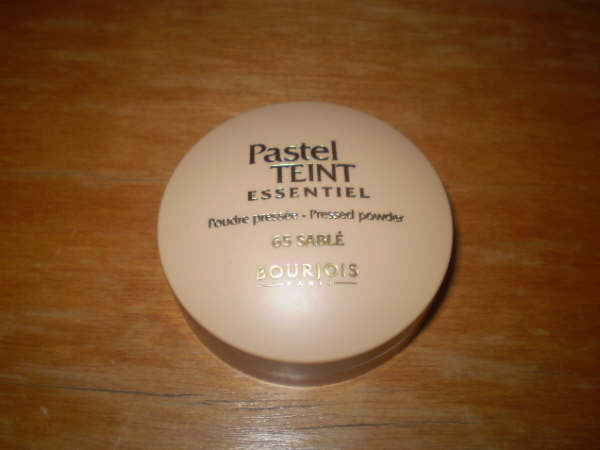 Pastel
TEINT
ESSENTIEL
Poudre pressée - Pressed powder
65 SABLÉ
BOURJOIS
PARIS